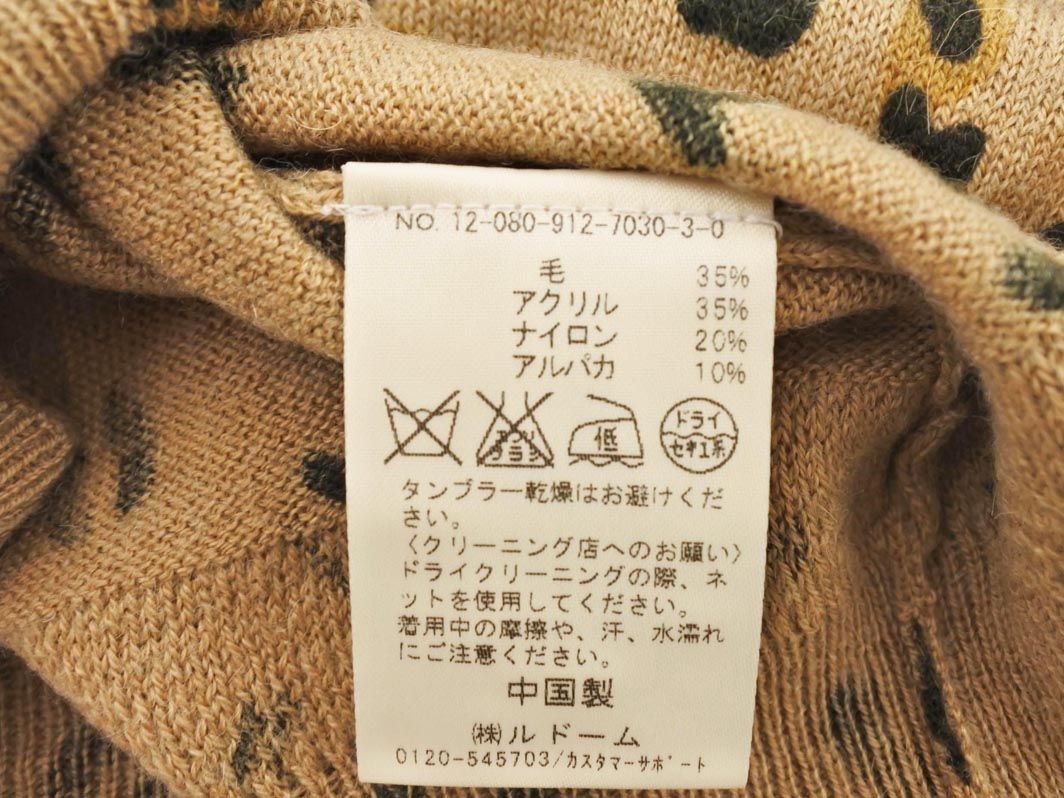 NO. 12-080-912-7030-3-0
毛 35%
アクリル 35%
ナイロン 20%
アルパカ 10%
エンソ
サラシ
低
ドライ
セキユ系
タンブラー乾燥はお避けくだ
さい。
〈クリーニング店へのお願い〉
ドライクリーニングの際、ネ
ットを使用してください。
着用中の摩擦や、汗、水濡れ
にご注意ください。
中国製
(株)ルドーム
0120-545703/カスタマーサポート